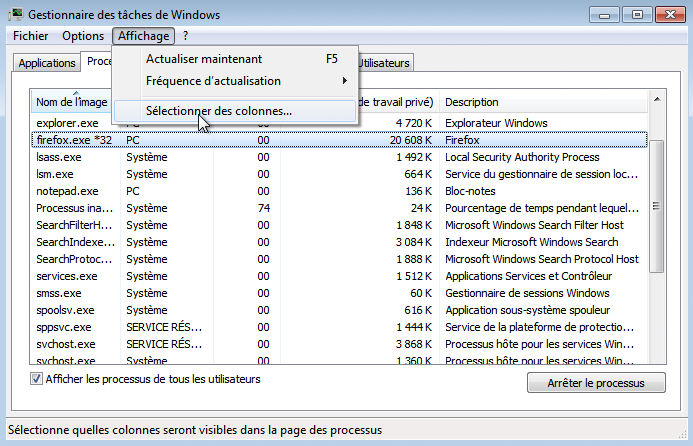 Gestionnaire des tâches de Windows
Fichier Options Affichage ?
Actualiser maintenant F5
Fréquence d'actualisation
Sélectionner des colonnes...
Applications Proce Utilisateurs
Nom de l'image de travail privé) Description
explorer.exe PC 00 4 720 K Explorateur Windows
firefox.exe *32 PC 00 20 608 K Firefox
lsass.exe Système 00 1 492 K Local Security Authority Process
lsm.exe Système 00 664 K Service du gestionnaire de session loc...
notepad.exe PC 00 136 K Bloc-notes
Processus ina... Système 74 24 K Pourcentage de temps pendant lequel...
SearchFilterH... Système 00 1 848 K Microsoft Windows Search Filter Host
SearchIndexe... Système 00 3 084 K Indexeur Microsoft Windows Search
SearchProtoc... Système 00 1 888 K Microsoft Windows Search Protocol Host
services.exe Système 00 1 512 K Applications Services et Contrôleur
smss.exe Système 00 60 K Gestionnaire de sessions Windows
spoolsv.exe Système 00 616 K Application sous-système spouleur
sppsvc.exe SERVICE RÉS... 00 1 444 K Service de la plateforme de protectio...
svchost.exe SERVICE RÉS... 00 3 868 K Processus hôte pour les services Win...
svchost.exe Système 00 1 360 K Processus hôte pour les services Win...
Afficher les processus de tous les utilisateurs
Arrêter le processus
Sélectionne quelles colonnes seront visibles dans la page des processus